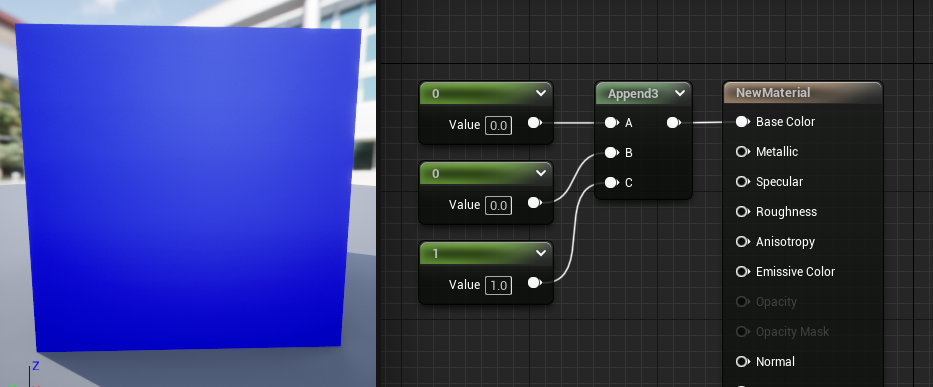 0
Value 0.0
0
Value 0.0
1
Value 1.0
Append3
A
B
C
NewMaterial
Base Color
Metallic
Specular
Roughness
Anisotropy
Emissive Color
Opacity
Opacity Mask
Normal
Z